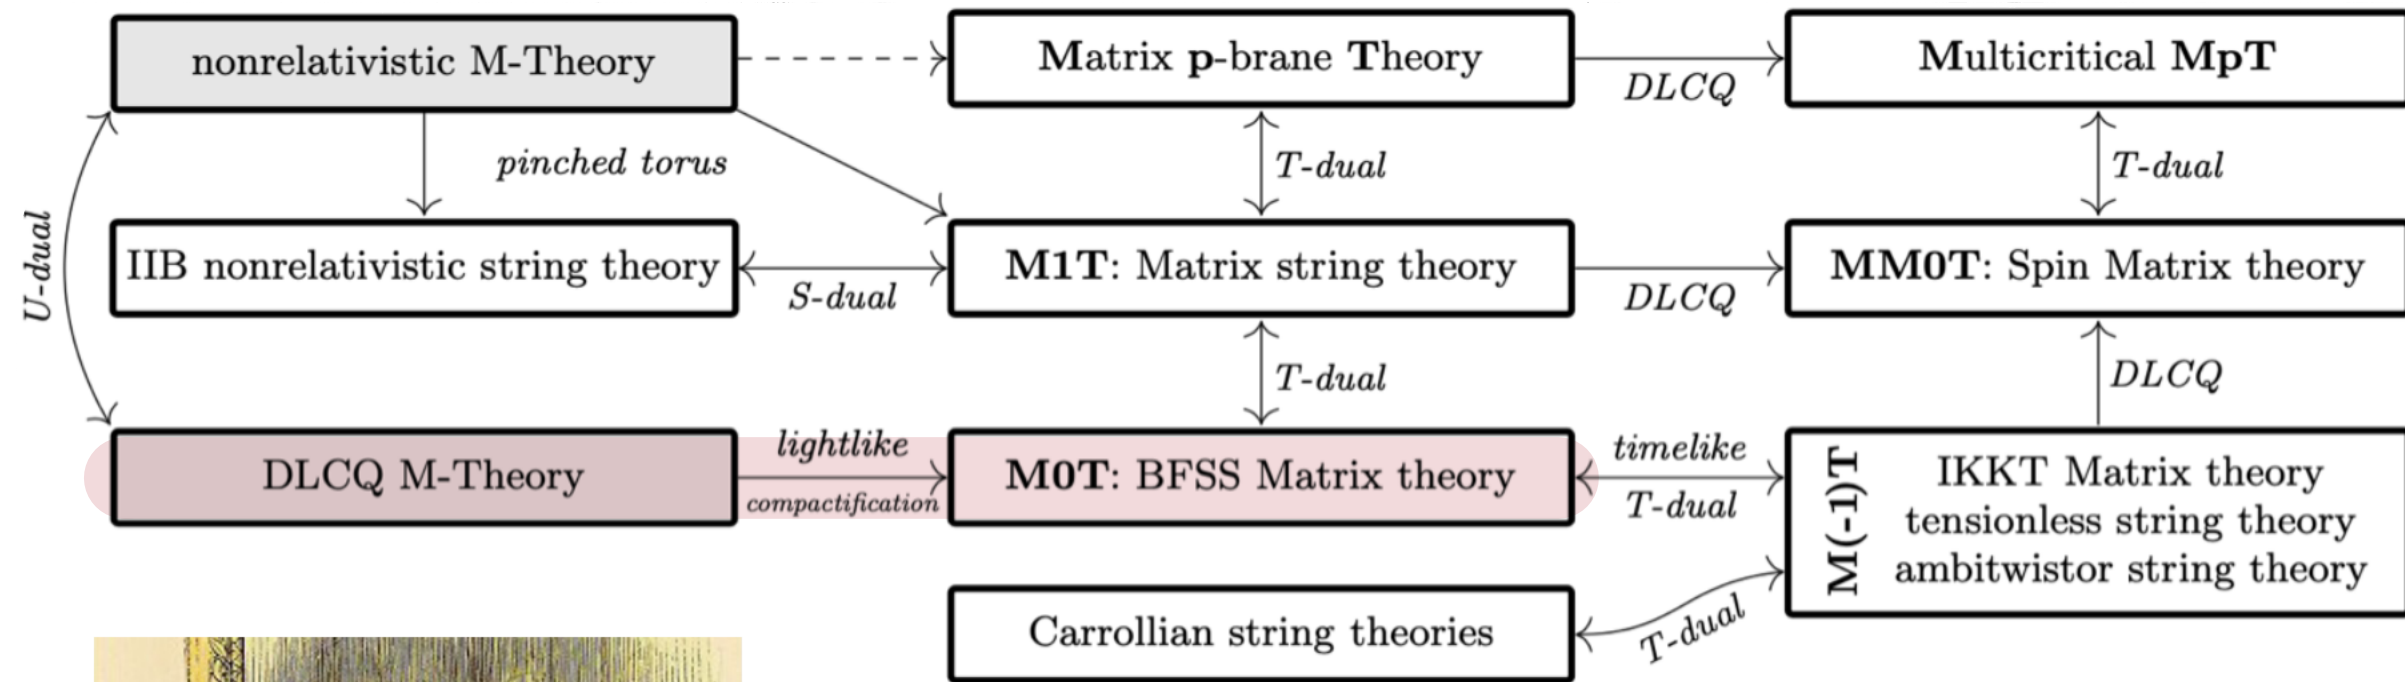 nonrelativistic M-Theory
Matrix p-brane Theory
DLCQ
Multicritical MpT
pinched torus
T-dual
T-dual
U-dual
IIB nonrelativistic string theory
S-dual
M1T: Matrix string theory
DLCQ
MM0T: Spin Matrix theory
T-dual
DLCQ
DLCQ M-Theory
lightlike
compactification
M0T: BFSS Matrix theory
timelike
T-dual
M(-1)T
IKKT Matrix theory
tensionless string theory
ambitwistor string theory
Carrollian string theories
T-dual